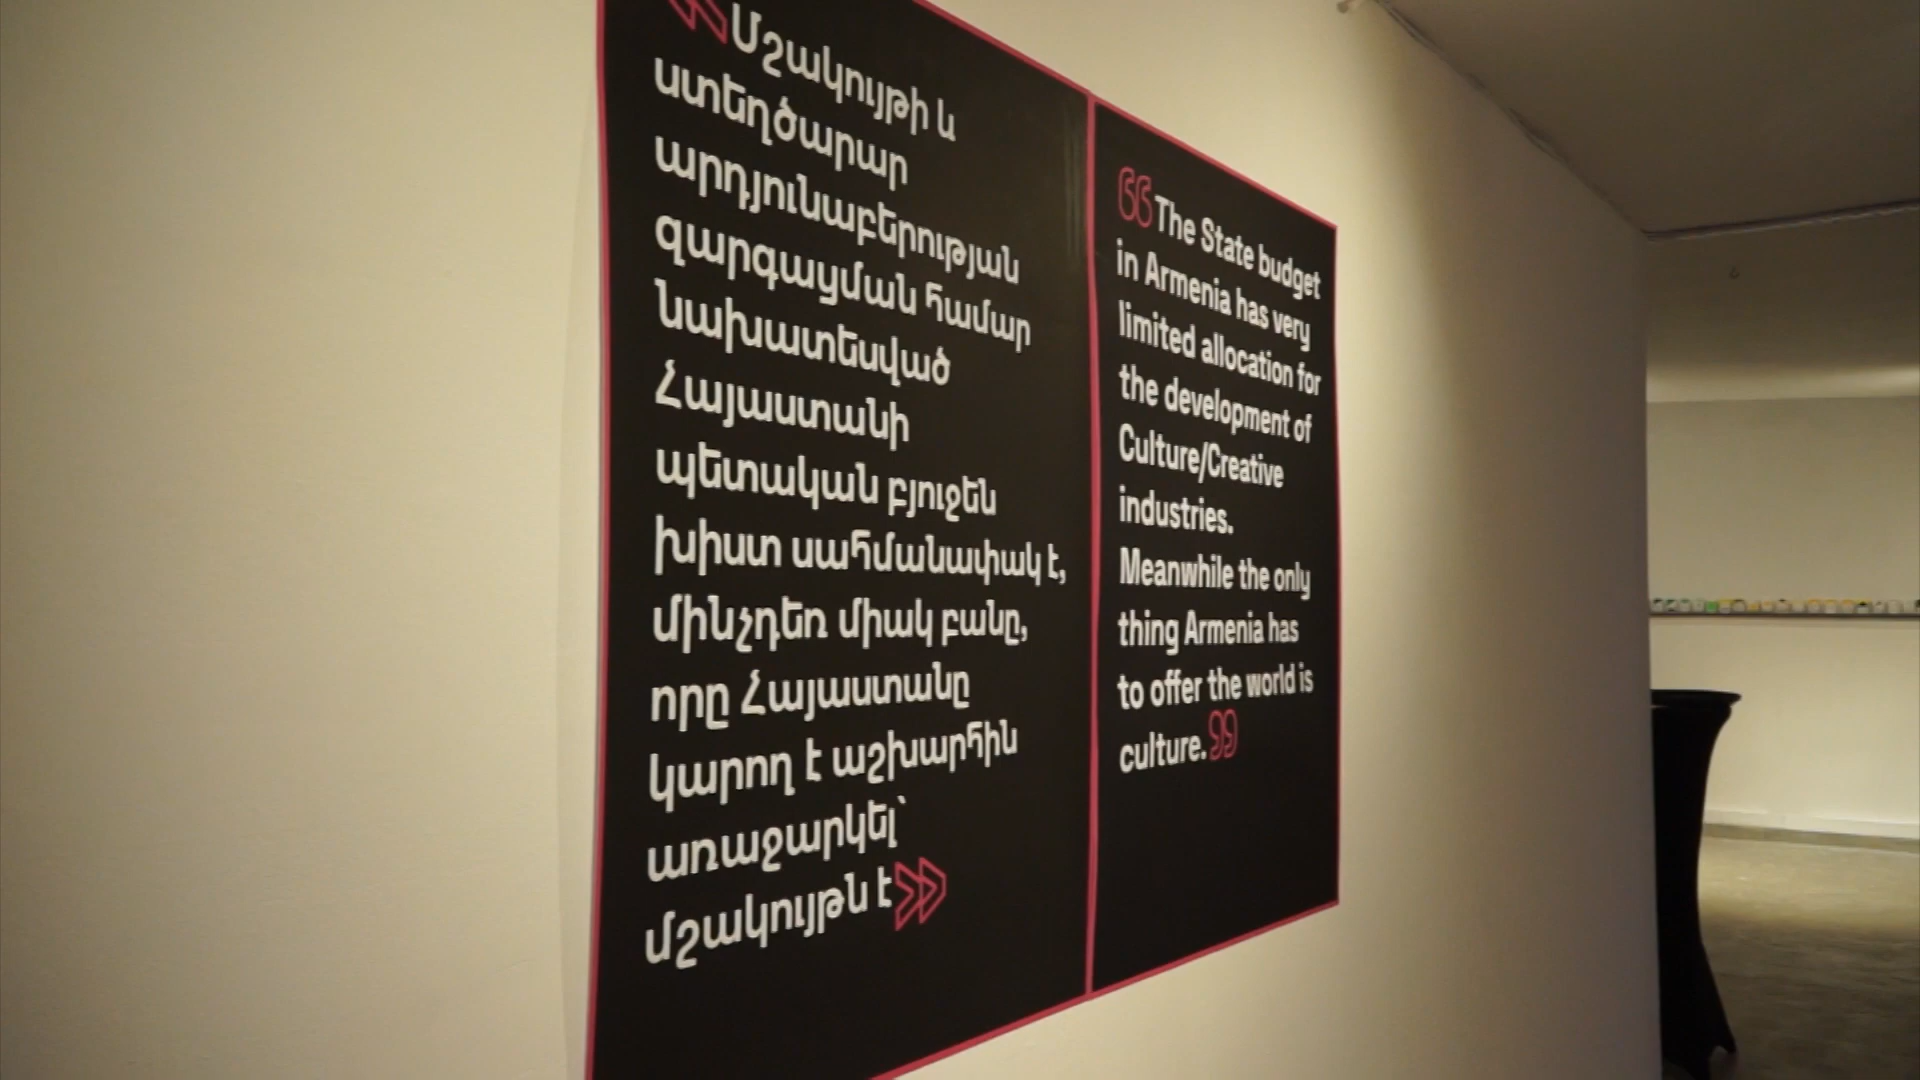 «Մշակույթի և
ստեղծարար
արդյունաբերության
զարգացման համար
նախատեսված
Հայաստանի
պետական բյուջեն
խիստ սահմանափակ է,
մինչդեռ միակ բանը,
որը Հայաստանը
կարող է աշխարհին
առաջարկել՝
մշակույթն է»
“The State budget
in Armenia has very
limited allocation for
the development of
Culture/Creative
industries.
Meanwhile the only
thing Armenia has
to offer the world is
culture.”